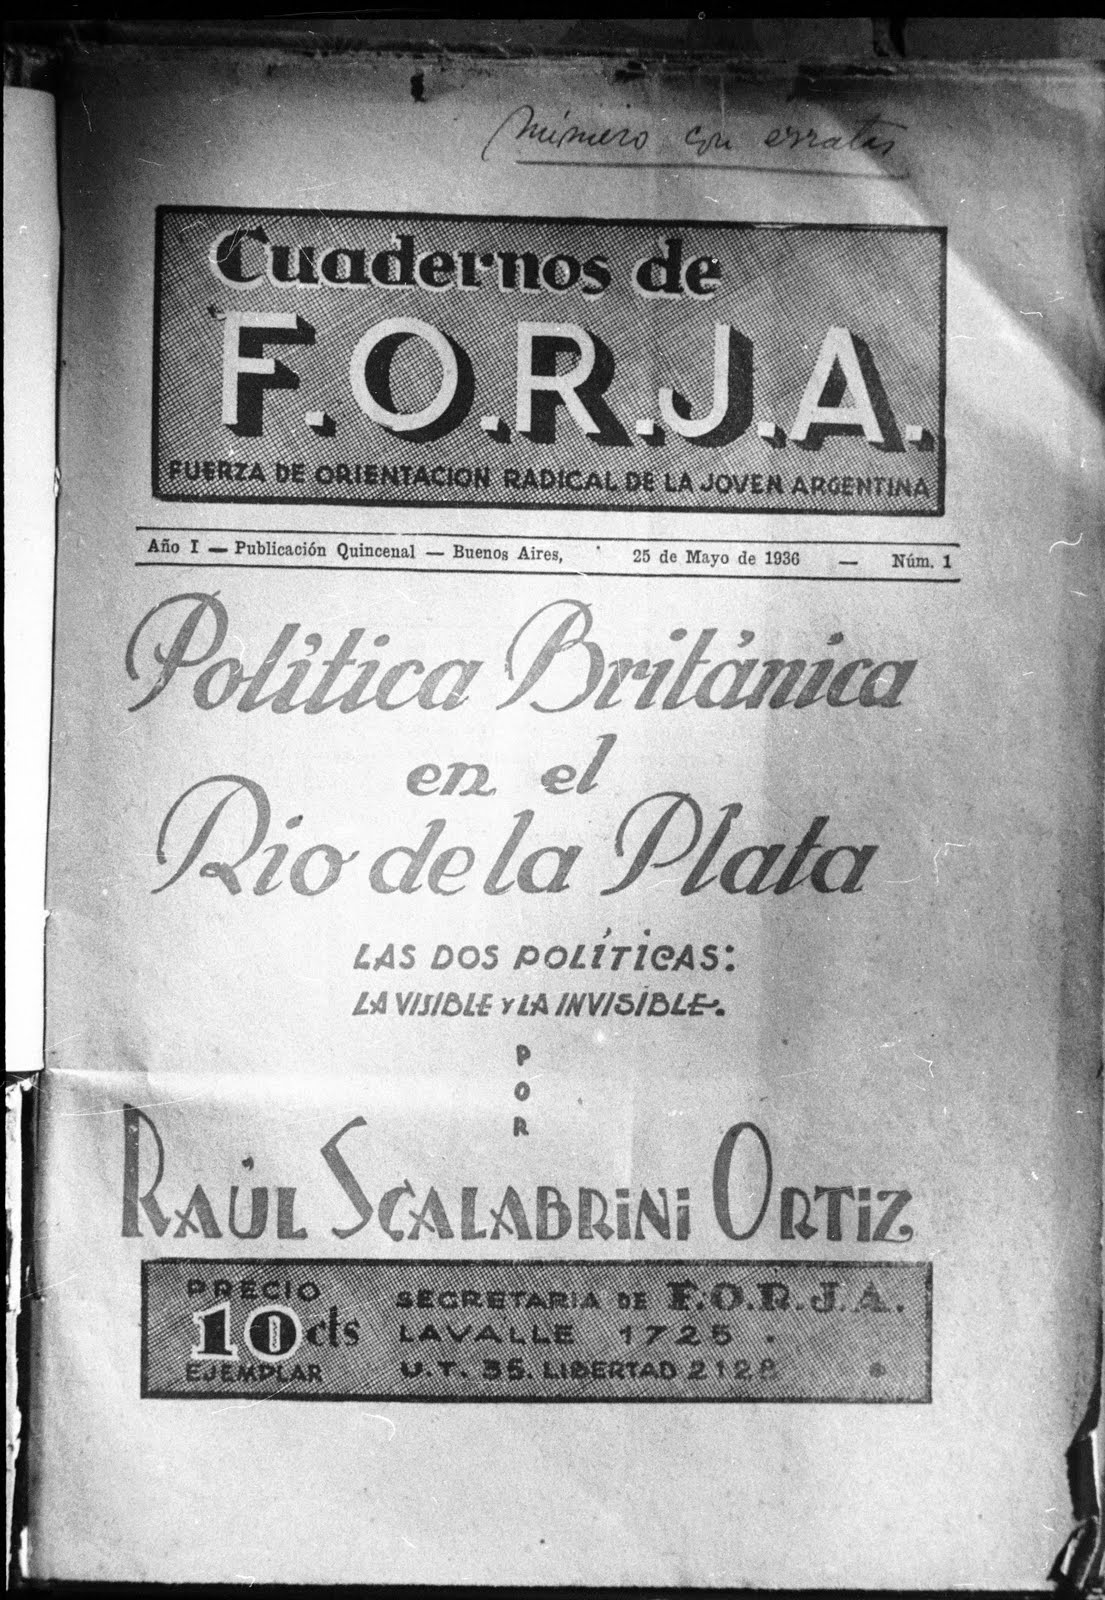 número con erratas
Cuadernos de
F.O.R.J.A.
FUERZA DE ORIENTACION RADICAL DE LA JOVEN ARGENTINA
Año I — Publicación Quincenal — Buenos Aires, 25 de Mayo de 1936 — Núm. 1
Política Británica
en el
Rio de la Plata
LAS DOS POLÍTICAS:
LA VISIBLE Y LA INVISIBLE.
P
O
R
RAÚL SCALABRINI ORTIZ
PRECIO
10 cts
EJEMPLAR
SECRETARIA DE F.O.R.J.A.
LAVALLE 1725.
U.T. 35. LIBERTAD 2128